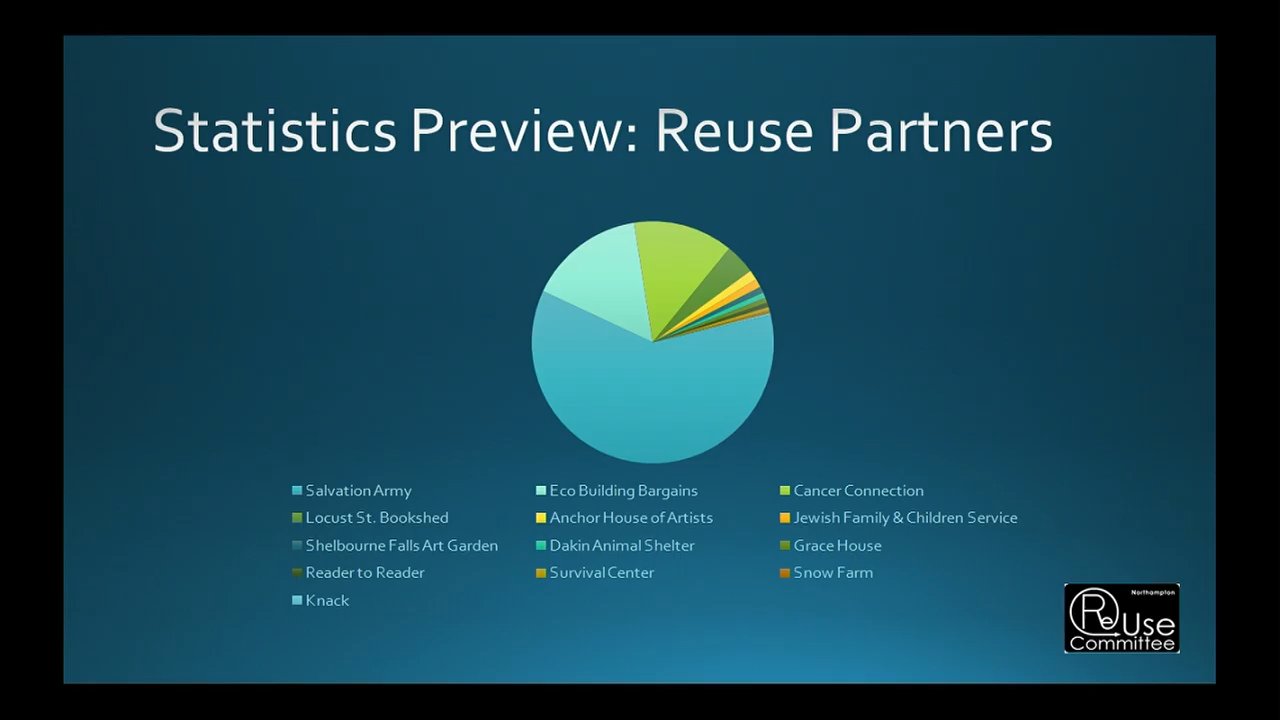 Statistics Preview: Reuse Partners
Salvation Army
Eco Building Bargains
Cancer Connection
Locust St. Bookshed
Anchor House of Artists
Jewish Family & Children Service
Shelbourne Falls Art Garden
Dakin Animal Shelter
Grace House
Reader to Reader
Survival Center
Snow Farm
Knack
Northampton
ReUse
Committee